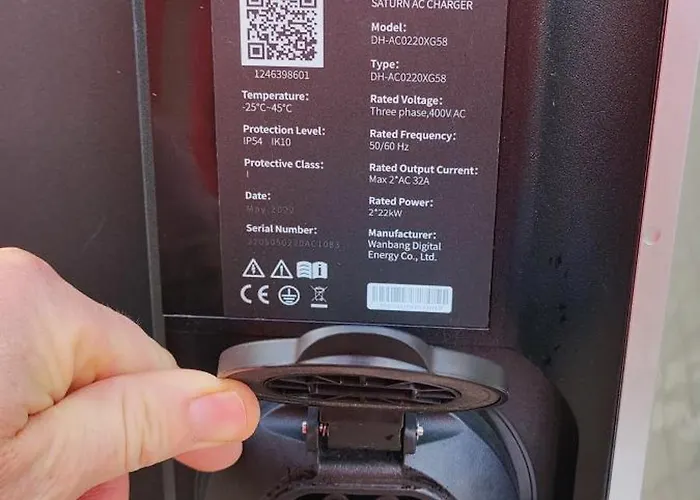 SATURN AC CHARGER
Model:
DH-AC0220XG58
1246398601
Type:
DH-AC0220XG58
Temperature:
-25°C~45°C
Rated Voltage:
Three phase,400V AC
Protection Level:
IP54 IK10
Rated Frequency:
50/60 Hz
Protective Class:
I
Rated Output Current:
Max 2*AC 32A
Date:
May 2022
Rated Power:
2*22kW
Serial Number:
Manufacturer:
Wanbang Digital
Energy Co., Ltd.
CE